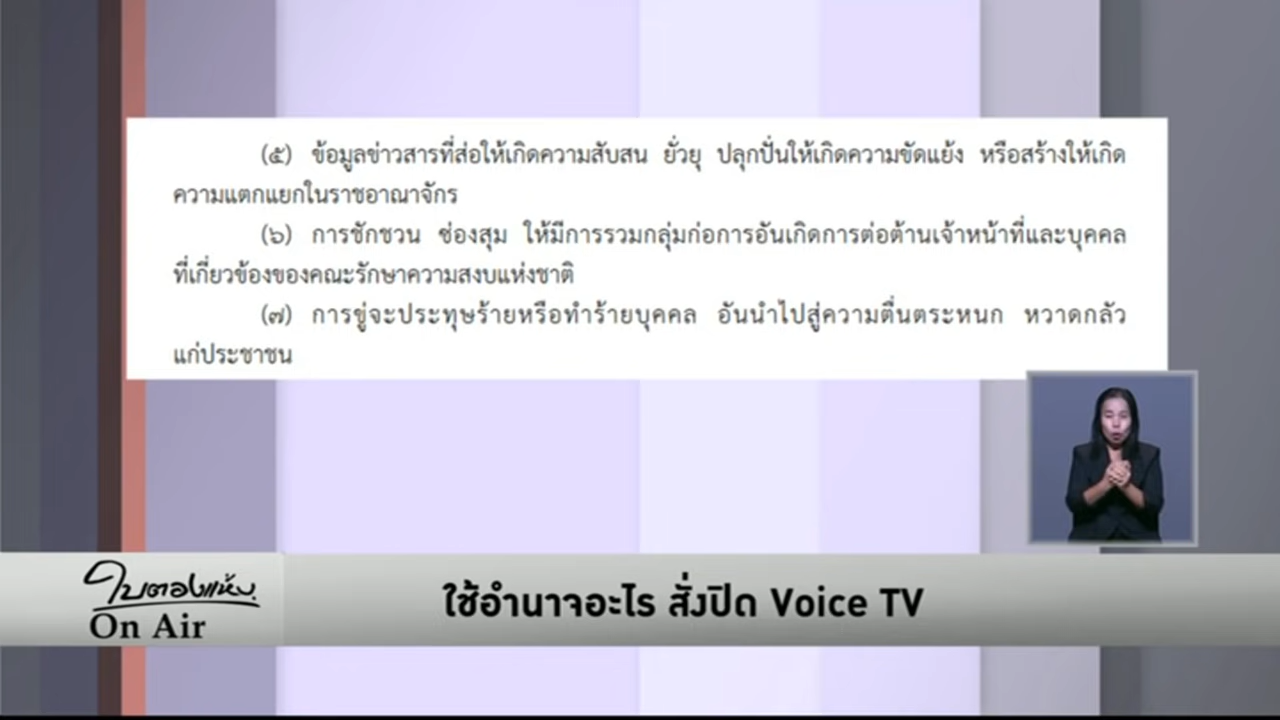 (๕) ข้อมูลข่าวสารที่ส่อให้เกิดความสับสน ยั่วยุ ปลุกปั่นให้เกิดความขัดแย้ง หรือสร้างให้เกิด
ความแตกแยกในราชอาณาจักร
(๖) การชักชวน ซ่องสุม ให้มีการรวมกลุ่มก่อการอันเกิดการต่อต้านเจ้าหน้าที่และบุคคล
ที่เกี่ยวข้องของคณะรักษาความสงบแห่งชาติ
(๗) การขู่จะประทุษร้ายหรือทำร้ายบุคคล อันนำไปสู่ความตื่นตระหนก หวาดกลัว
แก่ประชาชน
ใบตองแห้ง
On Air
ใช้อำนาจอะไร สั่งปิด Voice TV